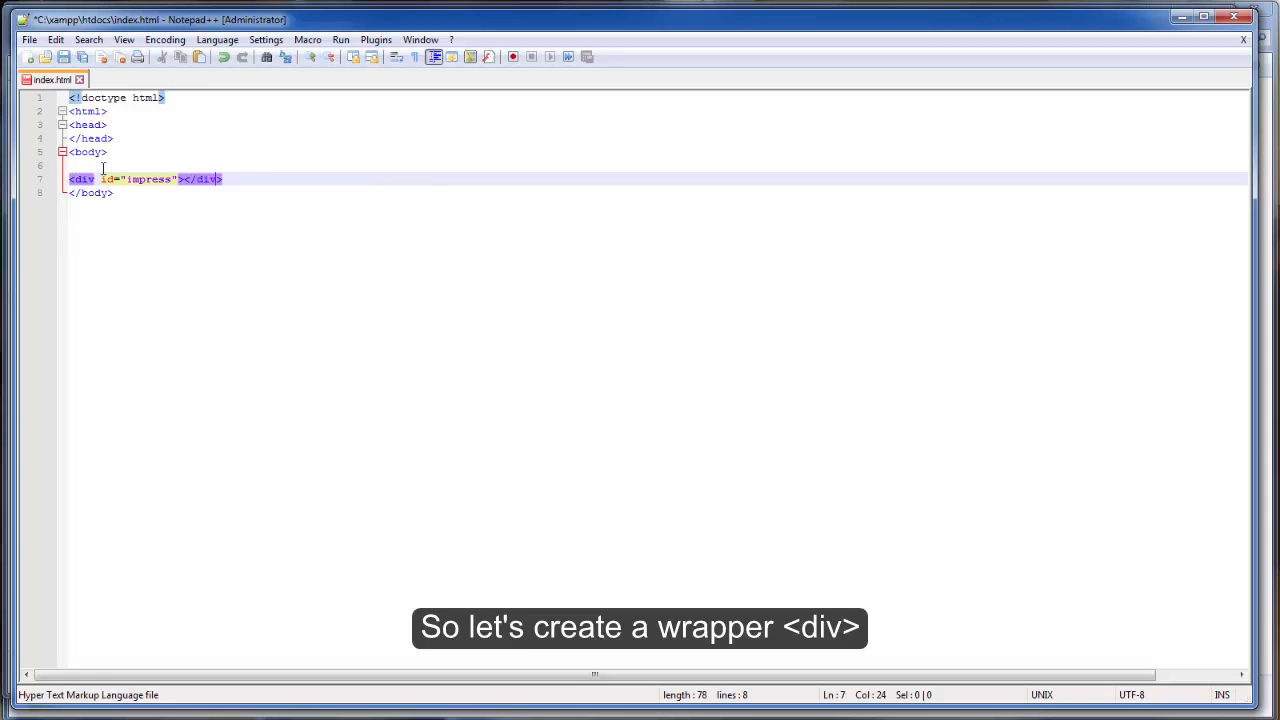 *C:\xampp\htdocs\index.html - Notepad++ [Administrator]
File Edit Search View Encoding Language Settings Macro Run Plugins Window ? X
index.html
1 <!doctype html>
2 <html>
3 <head>
4 </head>
5 <body>
6
7 <div id="impress"></div>
8 </body>
So let's create a wrapper <div>
Hyper Text Markup Language file length : 78 lines : 8 Ln : 7 Col : 24 Sel : 0 | 0 UNIX UTF-8 INS